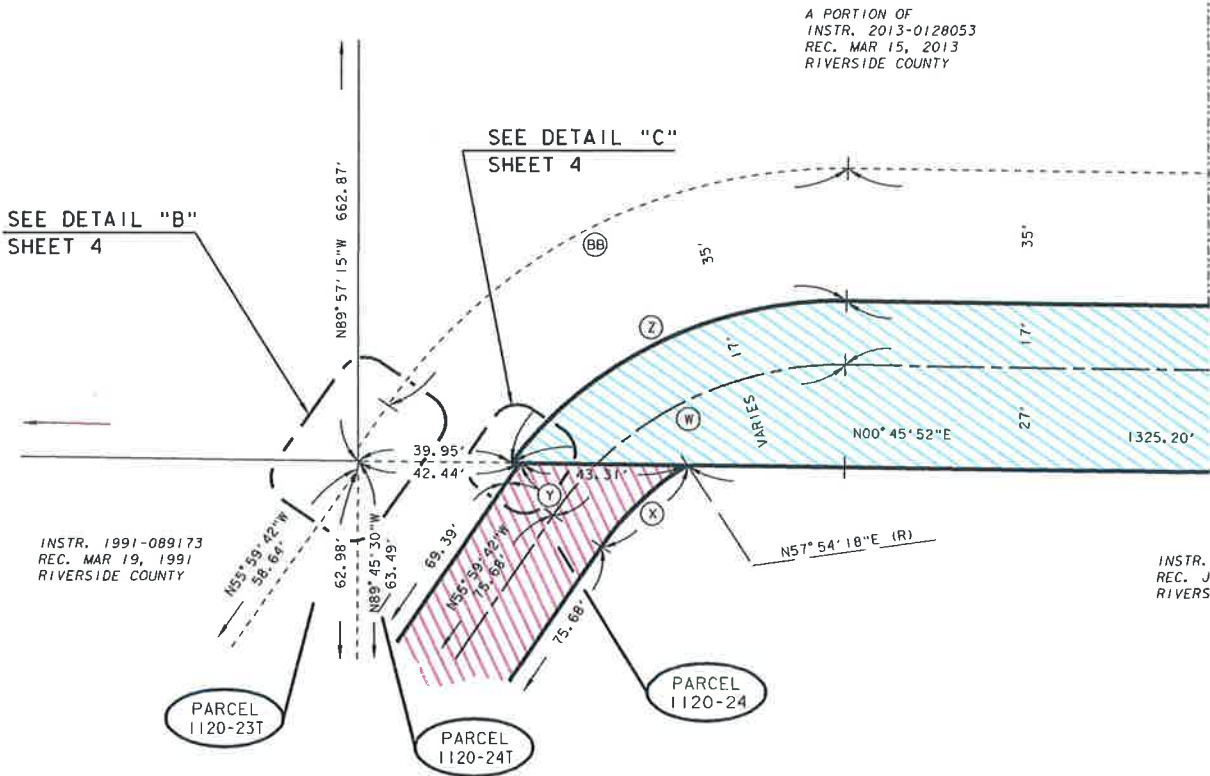 A PORTION OF
INSTR. 2013-0128053
REC. MAR 15, 2013
RIVERSIDE COUNTY
SEE DETAIL "C"
SHEET 4
SEE DETAIL "B"
SHEET 4
N89°57'15"W 662.87'
BB
35'
35'
Z
17'
17'
W
VARIES
27'
N00°45'52"E
1325.20'
39.95'
42.44'
43.31'
Y
X
N57°54'18"E (R)
INSTR. 1991-089173
REC. MAR 19, 1991
RIVERSIDE COUNTY
N55°59'42"W
58.64'
62.98'
N89°45'30"W
63.49'
69.39'
N55°59'42"W
75.68'
75.68'
INSTR.
REC. J
RIVERS
PARCEL
1120-23T
PARCEL
1120-24T
PARCEL
1120-24